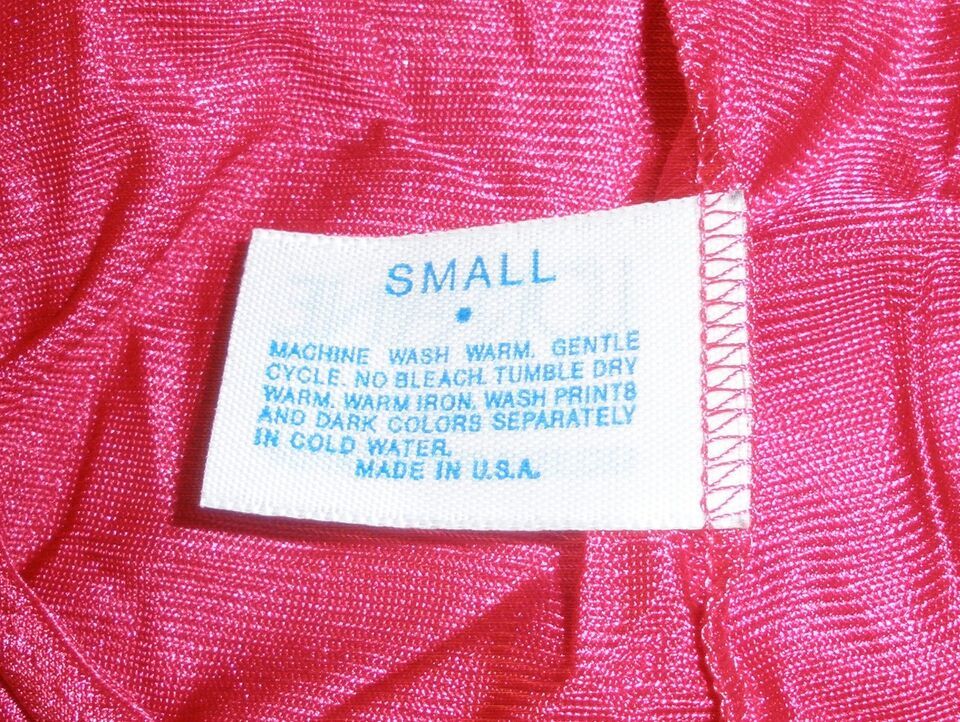 SMALL
MACHINE WASH WARM. GENTLE
CYCLE. NO BLEACH. TUMBLE DRY
WARM. WARM IRON. WASH PRINTS
AND DARK COLORS SEPARATELY
IN COLD WATER.
MADE IN U.S.A.